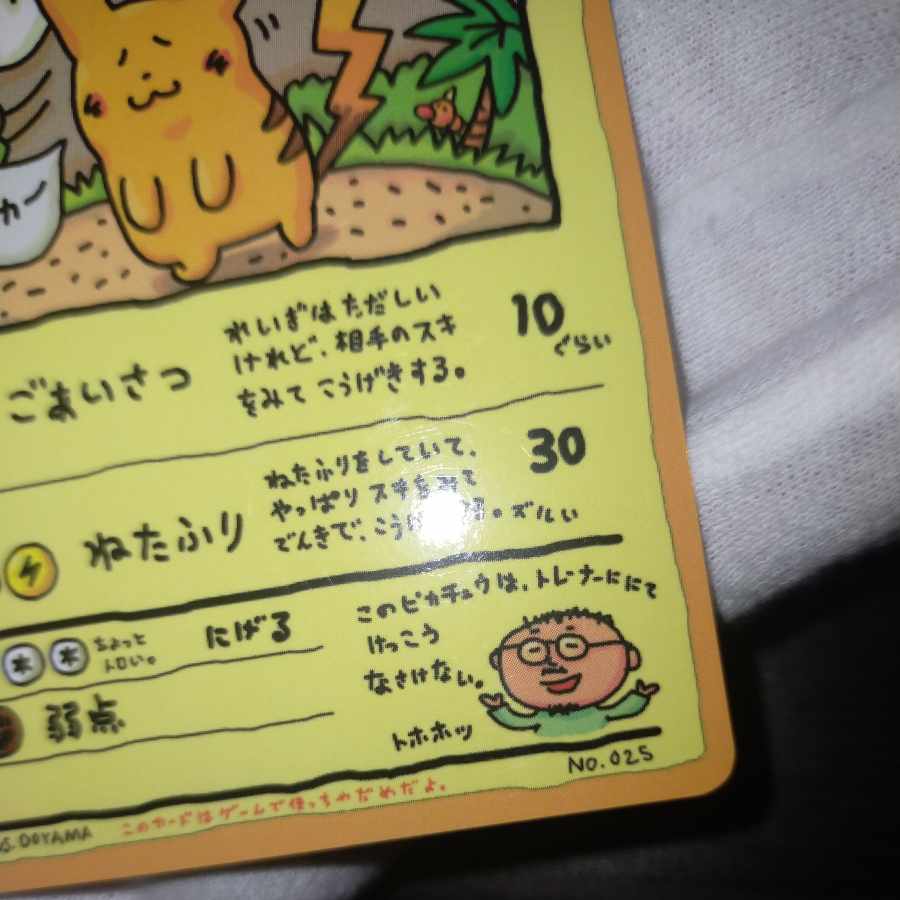 カー
ごあいさつ
れいぎはただしい
けれど、相手のスキ
をみて こうげきする。
10
ぐらい
ねたふり
ねたふりをしていて、
やっぱり スキをみて
でんきで、こう
。ズルい
30
ちょっと
トロい。
にげる
弱点
このピカチュウは、トレーナーににて
けっこう
なさけない。
トホホッ
NO. 025
S. DOYAMA
このカードはゲームで使っちゃだめだよ。